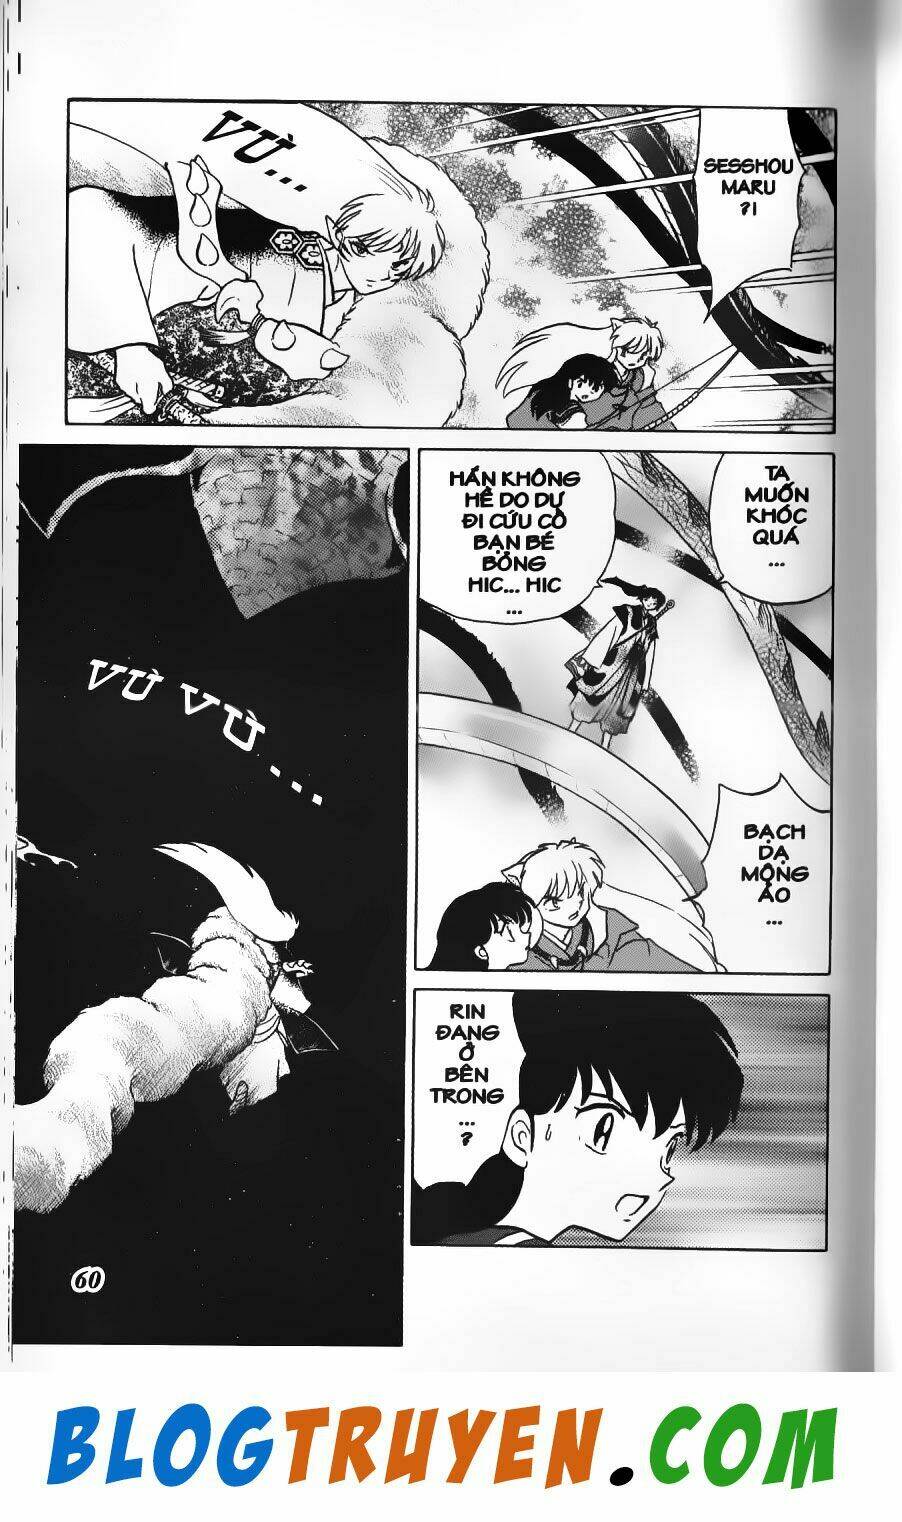 VÙ...
SESSHOU
MARU
?!
TA
MUỐN
KHÓC
QUÁ
...
HẮN KHÔNG
HỀ DO DỰ
ĐI CỨU CÔ
BẠN BÉ
BỎNG
HIC... HIC
...
BẠCH
DẠ
MỘNG
ẢO
...
RIN
ĐANG
Ở
BÊN
TRONG
...
?
VÙ VÙ...
60
BLOGTRUYEN.COM